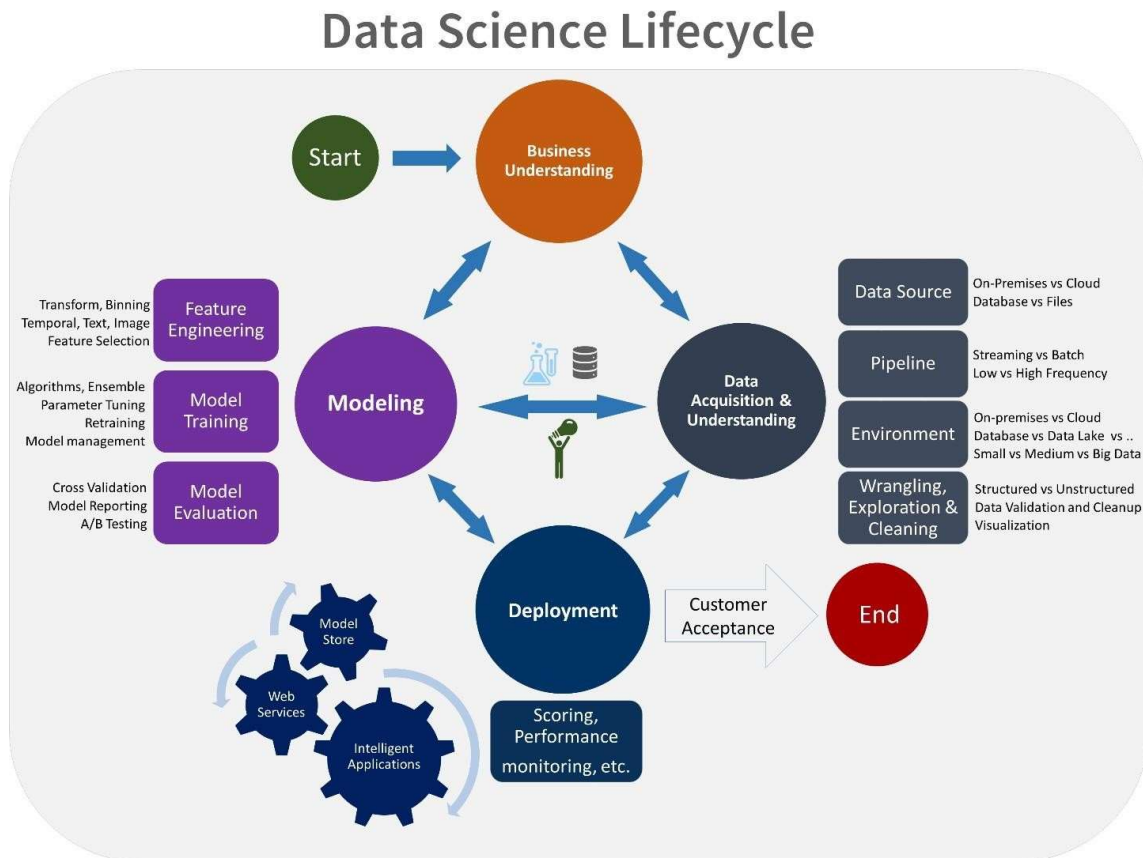 Data Science Lifecycle
Start
Business
Understanding
Transform, Binning
Temporal, Text, Image
Feature Selection
Feature
Engineering
Algorithms, Ensemble
Parameter Tuning
Retraining
Model management
Model
Training
Cross Validation
Model Reporting
A/B Testing
Model
Evaluation
Modeling
Data
Acquisition &
Understanding
Data Source
On-Premises vs Cloud
Database vs Files
Pipeline
Streaming vs Batch
Low vs High Frequency
Environment
On-premises vs Cloud
Database vs Data Lake vs ..
Small vs Medium vs Big Data
Wrangling,
Exploration &
Cleaning
Structured vs Unstructured
Data Validation and Cleanup
Visualization
Deployment
Customer
Acceptance
End
Model
Store
Web
Services
Intelligent
Applications
Scoring,
Performance
monitoring, etc.